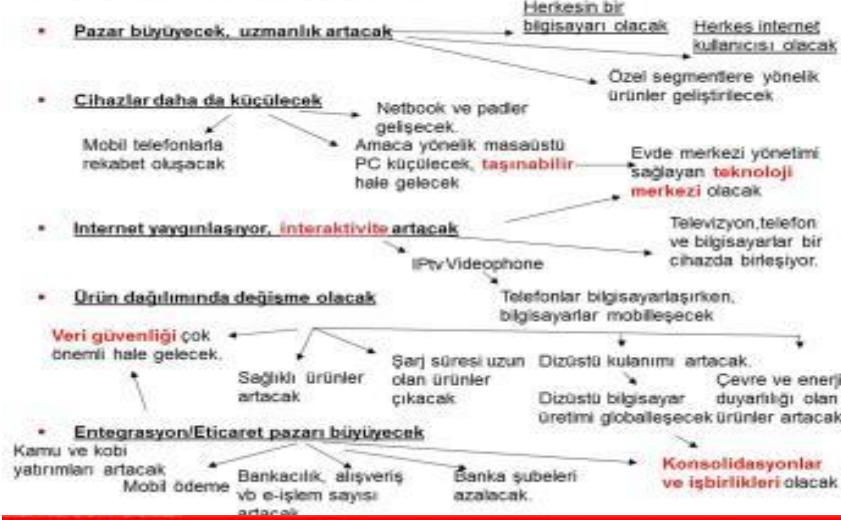 Herkesin bir
bilgisayarı olacak
• Pazar büyüyecek, uzmanlık artacak
Herkes internet
kullanıcısı olacak
Özel segmentlere yönelik
ürünler geliştirilecek
• Cihazlar daha da küçülecek
Netbook ve padler
gelişecek.
Mobil telefonlarla
rekabet oluşacak
Amaca yönelik masaüstü
PC küçülecek, taşınabilir
hale gelecek
Evde merkezi yönetimi
sağlayan teknoloji
merkezi olacak
• Internet yaygınlaşıyor, interaktivite artacak
Televizyon,telefon
ve bilgisayarlar bir
cihazda birleşiyor.
IPtv Videophone
Telefonlar bilgisayarlaşırken,
bilgisayarlar mobilleşecek
• Ürün dağılımında değişme olacak
Veri güvenliği çok
önemli hale gelecek.
Sağlıklı ürünler
artacak
Şarj süresi uzun
olan ürünler
çıkacak
Dizüstü kulanımı artacak.
Dizüstü bilgisayar
üretimi globalleşecek
Çevre ve enerji
duyarlılığı olan
ürünler artacak
• Entegrasyon/Eticaret pazarı büyüyecek
Kamu ve kobi
yatırımları artacak
Mobil ödeme
Bankacılık, alışveriş
vb e-işlem sayısı
artacak
Banka şubeleri
azalacak.
Konsolidasyonlar
ve işbirlikleri olacak